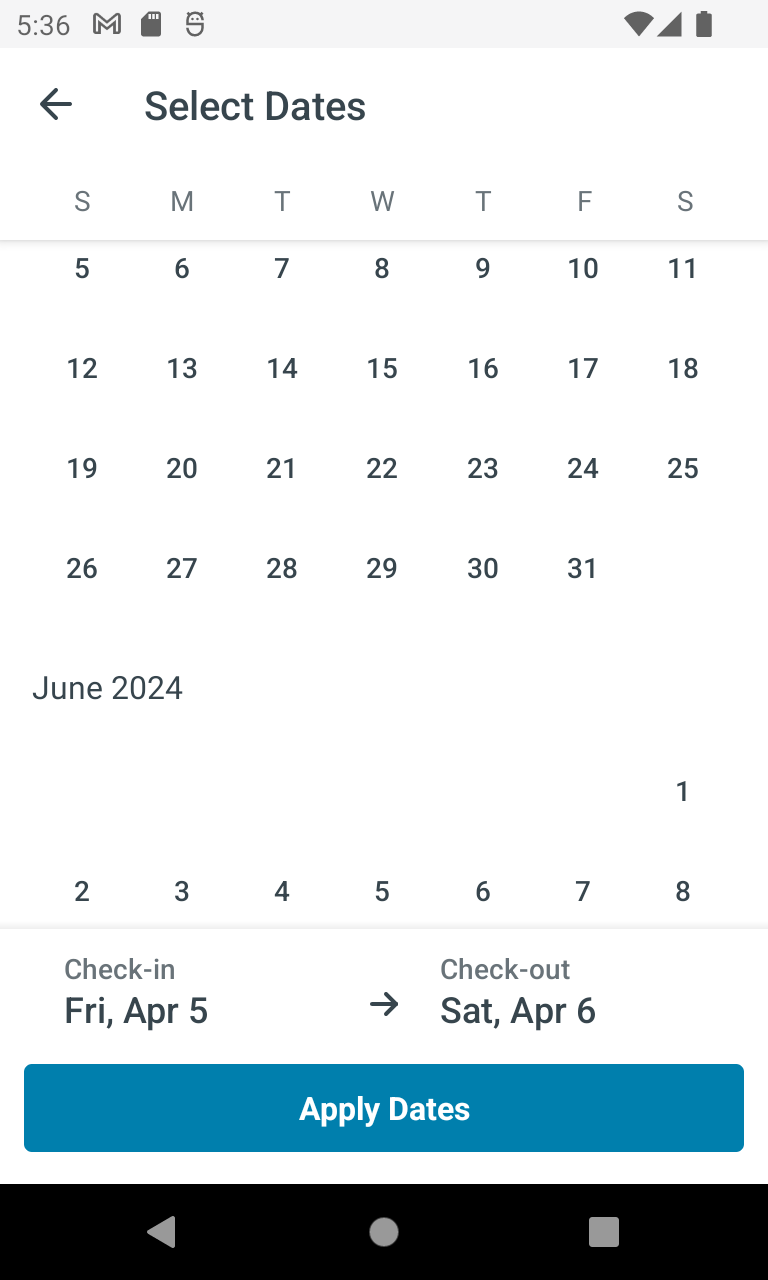 5:36
Select Dates
S M T W T F S
5 6 7 8 9 10 11
12 13 14 15 16 17 18
19 20 21 22 23 24 25
26 27 28 29 30 31
June 2024
1
2 3 4 5 6 7 8
Check-in Check-out
Fri, Apr 5 Sat, Apr 6
Apply Dates